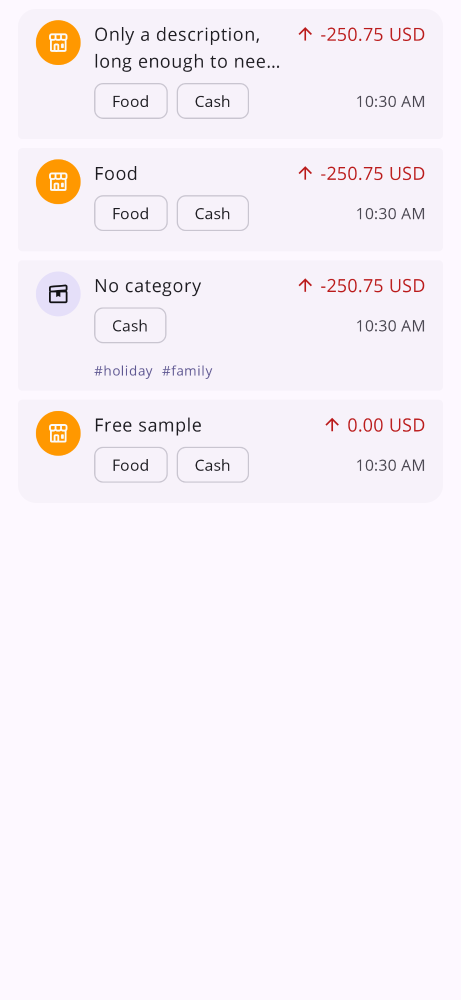 Only a description,
long enough to nee...
-250.75 USD
Food
Cash
10:30 AM
Food
-250.75 USD
Food
Cash
10:30 AM
No category
-250.75 USD
Cash
10:30 AM
#holiday #family
Free sample
0.00 USD
Food
Cash
10:30 AM